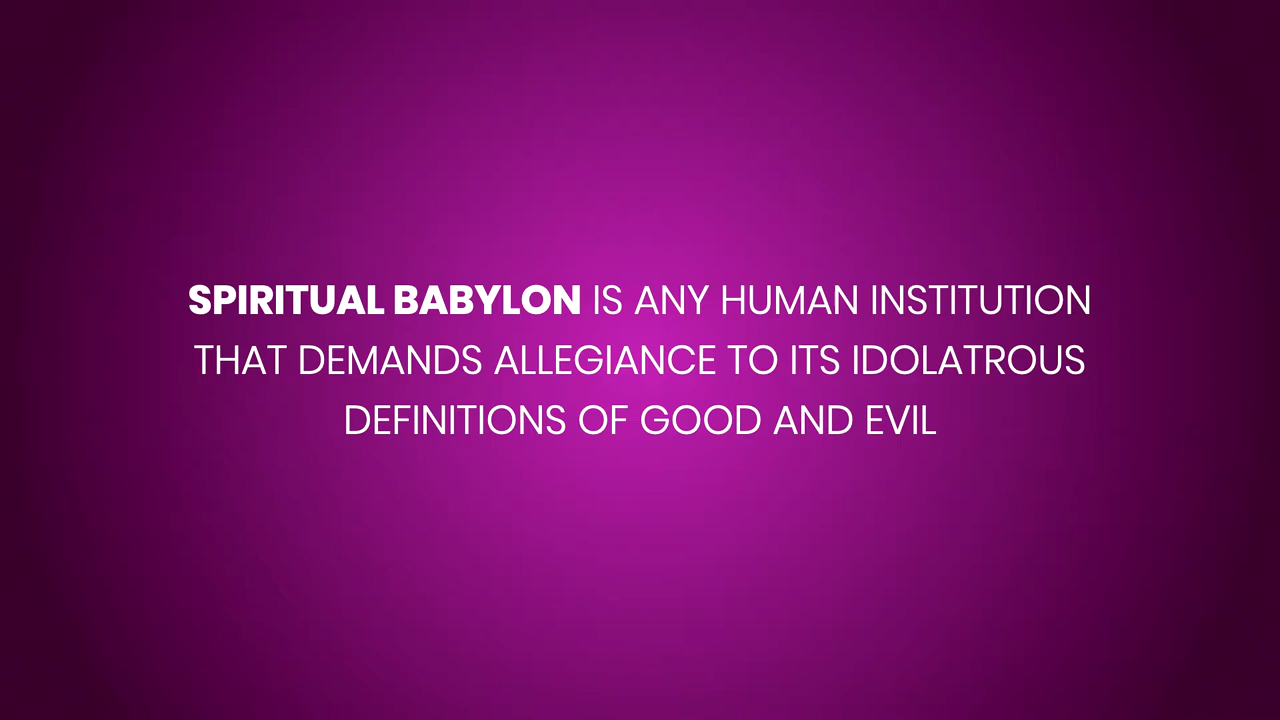 SPIRITUAL BABYLON IS ANY HUMAN INSTITUTION
THAT DEMANDS ALLEGIANCE TO ITS IDOLATROUS
DEFINITIONS OF GOOD AND EVIL